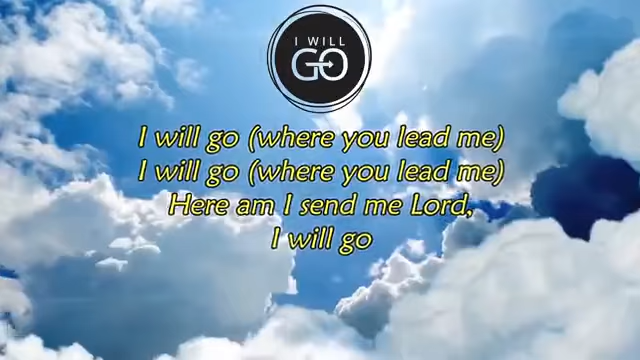 I WILL
GO
I will go (where you lead me)
I will go (where you lead me)
Here am I send me Lord,
I will go